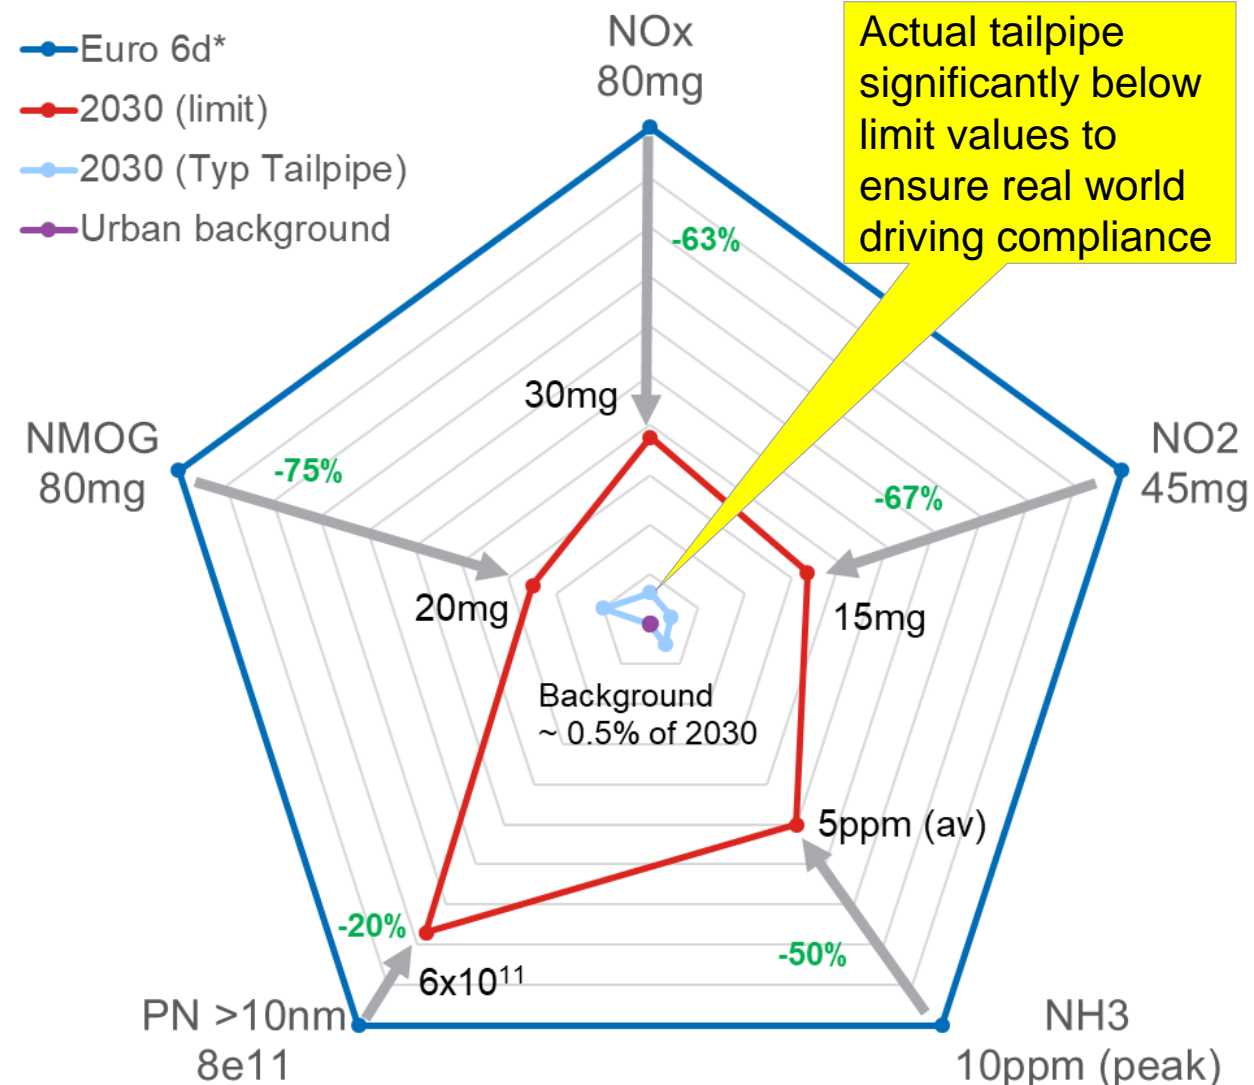 Euro 6d*
2030 (limit)
2030 (Typ Tailpipe)
Urban background
NOx
80mg
Actual tailpipe
significantly below
limit values to
ensure real world
driving compliance
-63%
30mg
NMOG
80mg
-75%
NO2
45mg
-67%
20mg
15mg
Background
~ 0.5% of 2030
5ppm (av)
-20%
-50%
6x10¹¹
PN >10nm
8e11
NH3
10ppm (peak)